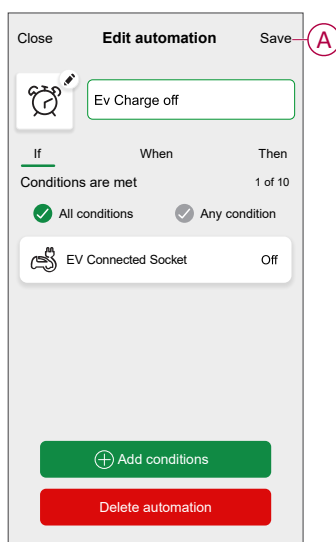 Close Edit automation Save A
Ev Charge off
If When Then
Conditions are met 1 of 10
All conditions Any condition
EV Connected Socket Off
Add conditions
Delete automation